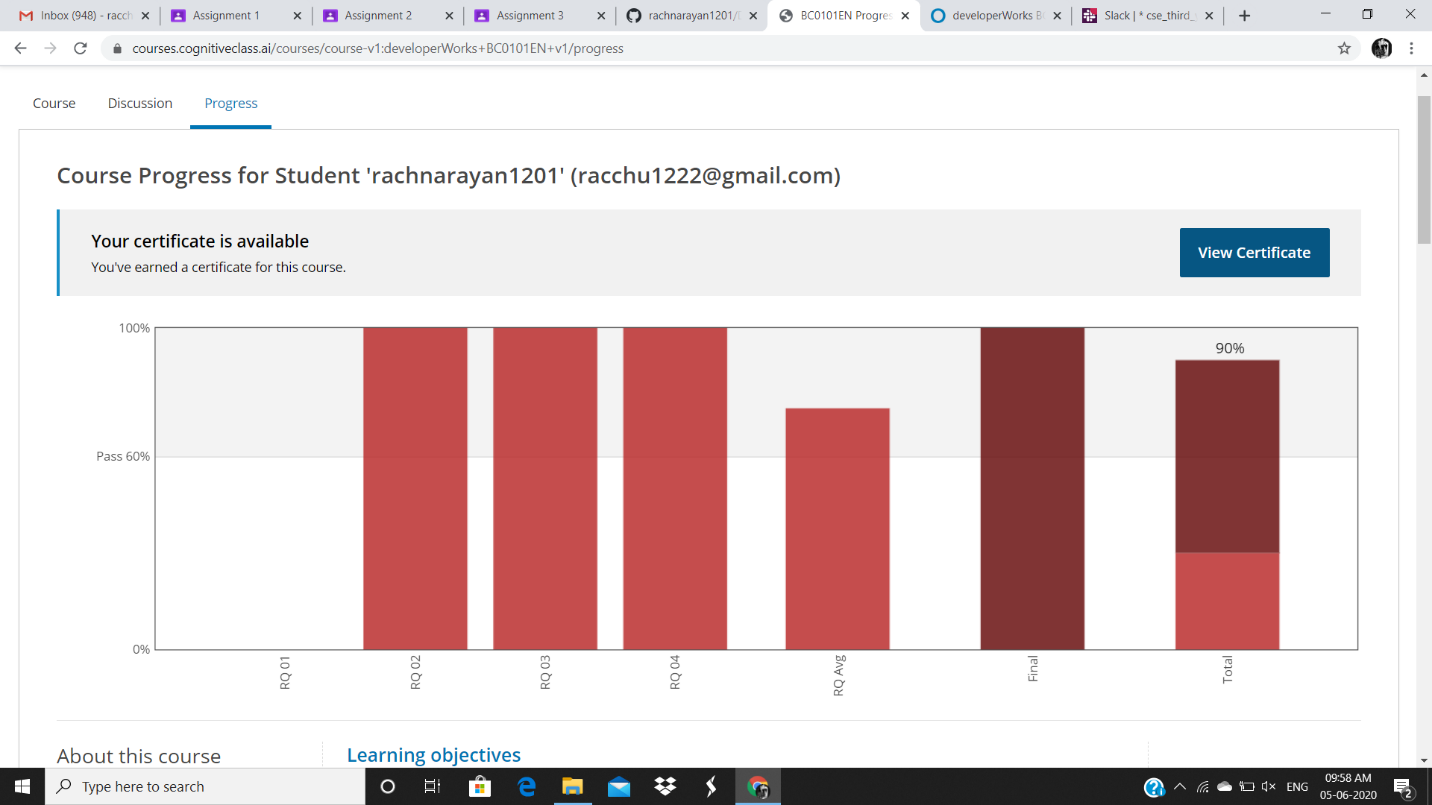 Inbox (948) - racch
Assignment 1
Assignment 2
Assignment 3
rachnarayan1201/
BC0101EN Progres
developerWorks B
Slack | * cse_third_
courses.cognitiveclass.ai/courses/course-v1:developerWorks+BC0101EN+v1/progress
Course
Discussion
Progress
Course Progress for Student 'rachnarayan1201' (racchu1222@gmail.com)
Your certificate is available
You've earned a certificate for this course.
View Certificate
100%
90%
Pass 60%
0%
RQ 01
RQ 02
RQ 03
RQ 04
RQ Avg
Final
Total
About this course
Learning objectives
Type here to search
ENG
09:58 AM
05-06-2020
2